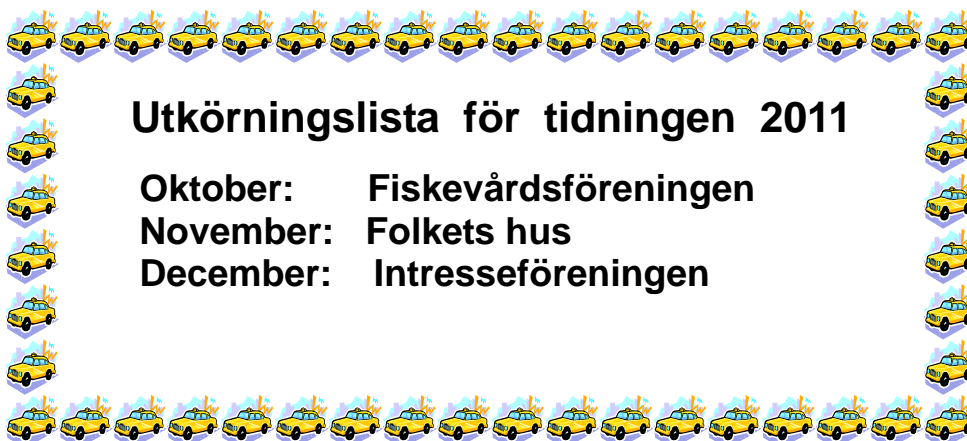 Utkörningslista för tidningen 2011
Oktober: Fiskevårdsföreningen
November: Folkets hus
December: Intresseföreningen